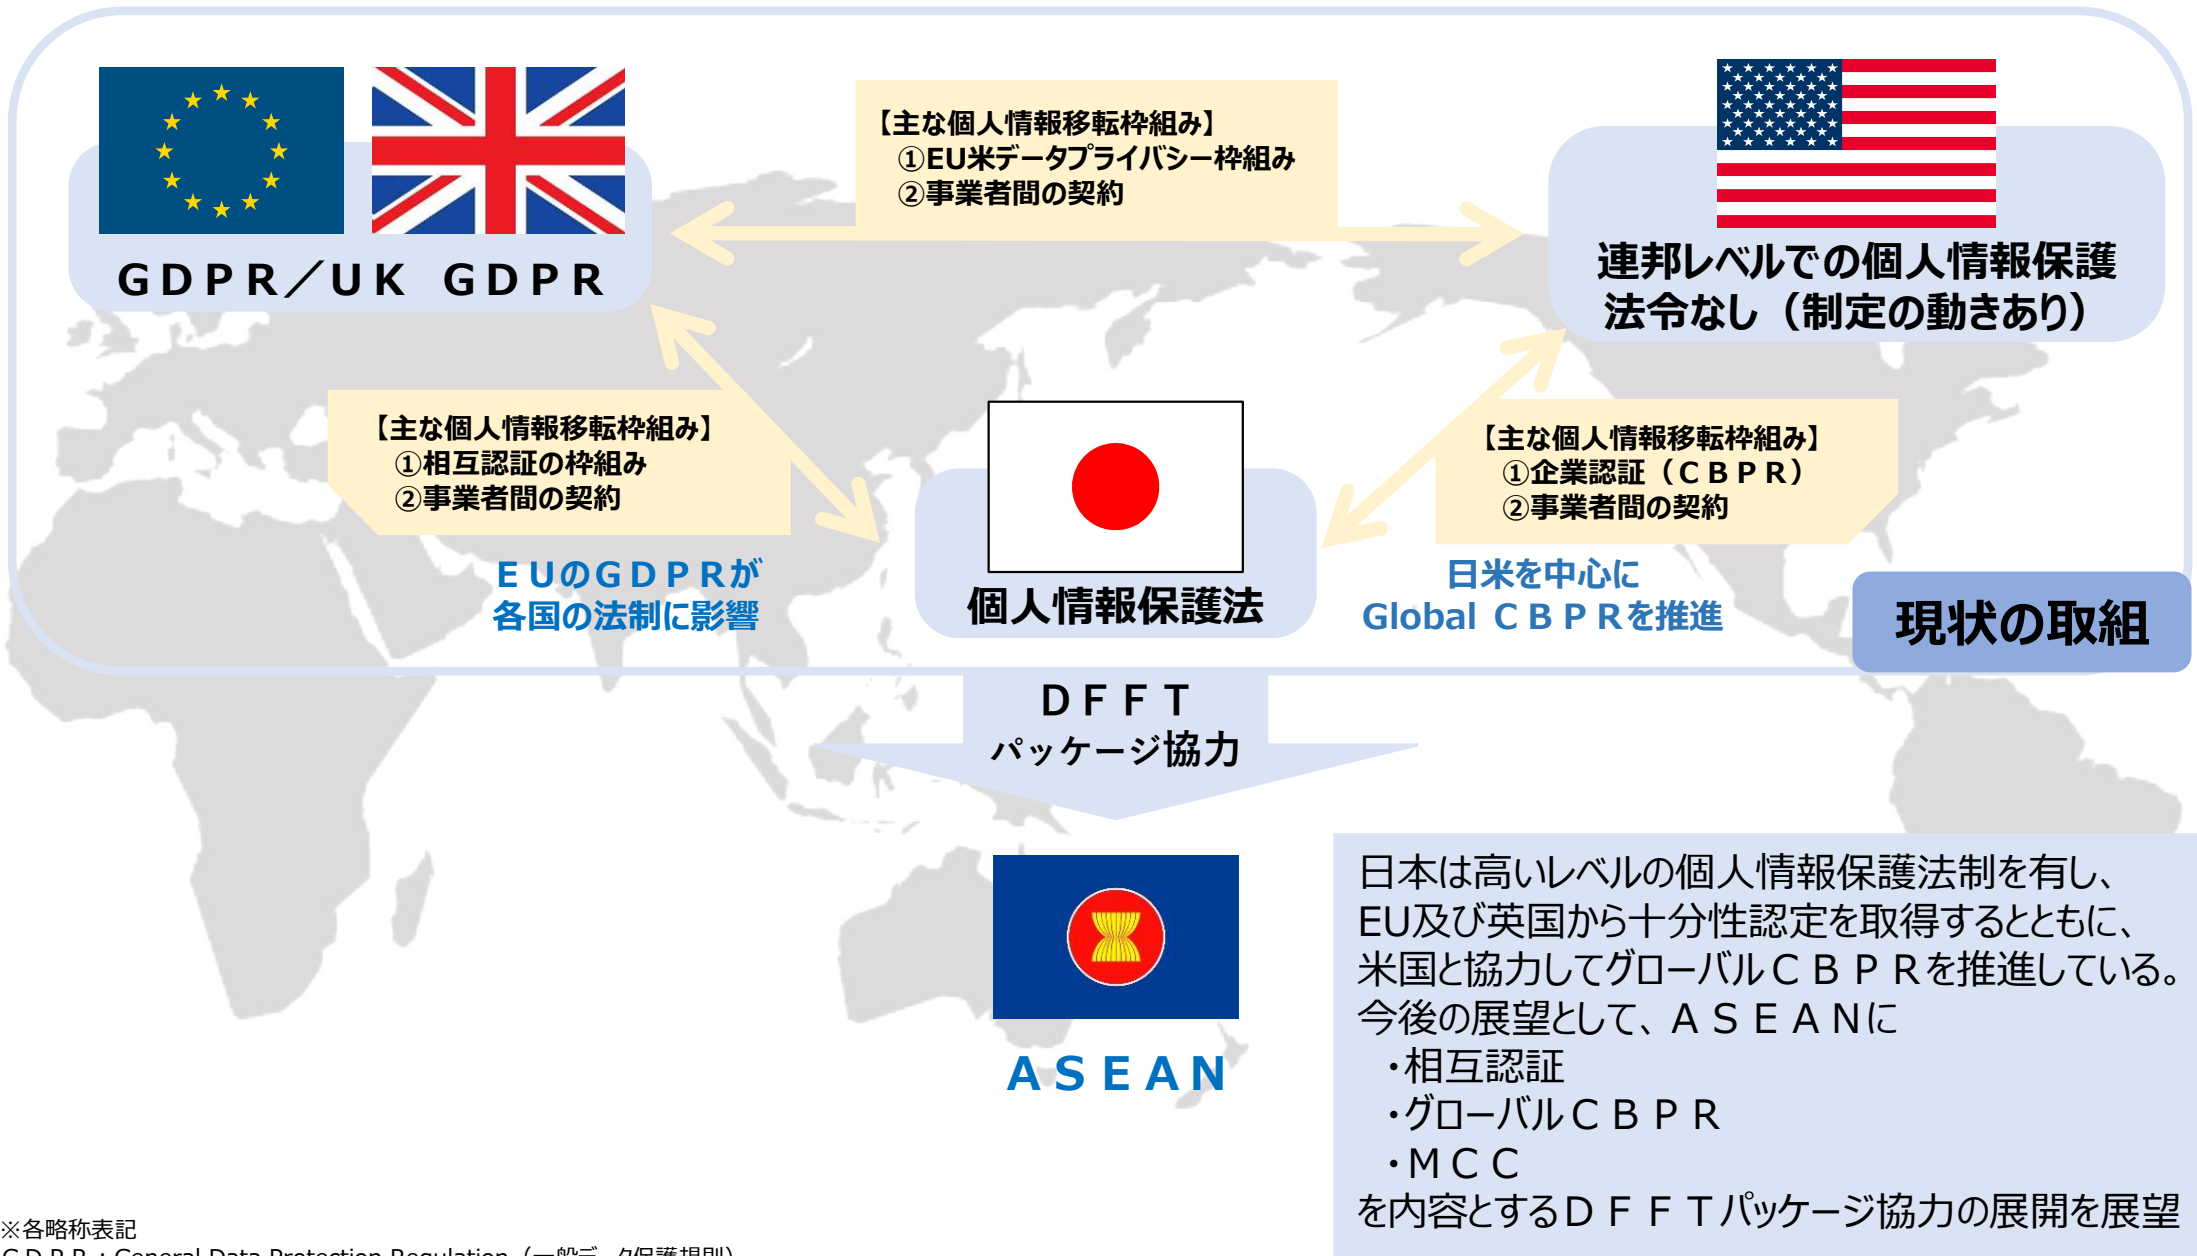 【主な個人情報移転枠組み】
①EU米データプライバシー枠組み
②事業者間の契約
ＧＤＰＲ／ＵＫ ＧＤＰＲ
連邦レベルでの個人情報保護
法令なし（制定の動きあり）
【主な個人情報移転枠組み】
①相互認証の枠組み
②事業者間の契約
【主な個人情報移転枠組み】
①企業認証（ＣＢＰＲ）
②事業者間の契約
ＥＵのＧＤＰＲが
各国の法制に影響
個人情報保護法
日米を中心に
Global ＣＢＰＲを推進
現状の取組
ＤＦＦＴ
パッケージ協力
ＡＳＥＡＮ
日本は高いレベルの個人情報保護法制を有し、
EU及び英国から十分性認定を取得するとともに、
米国と協力してグローバルＣＢＰＲを推進している。
今後の展望として、ＡＳＥＡＮに
・相互認証
・グローバルＣＢＰＲ
・ＭＣＣ
を内容とするＤＦＦＴパッケージ協力の展開を展望
※各略称表記
ＧＤＰＲ：General Data Protection Regulation（一般データ保護規則）